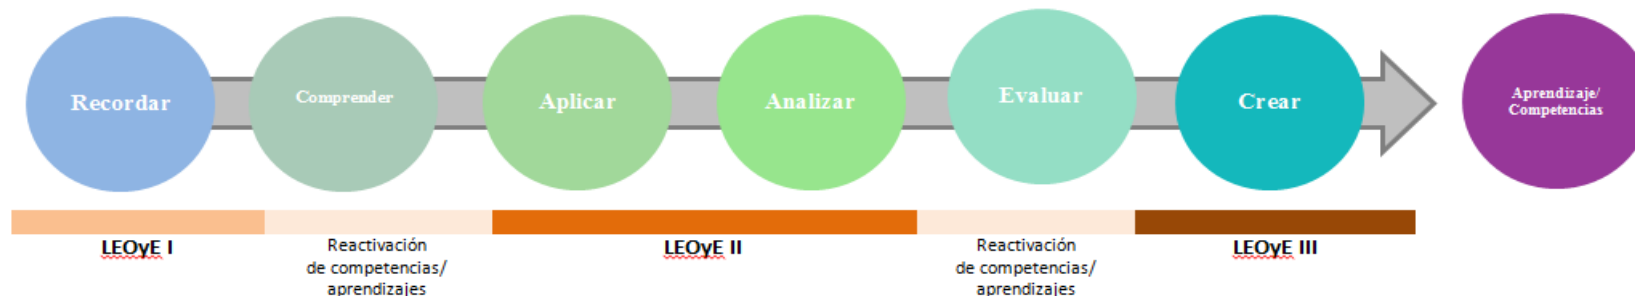 Recordar
Comprender
Aplicar
Analizar
Evaluar
Crear
Aprendizaje/
Competencias
LEOyE I
Reactivación
de competencias/
aprendizajes
LEOyE II
Reactivación
de competencias/
aprendizajes
LEOyE III